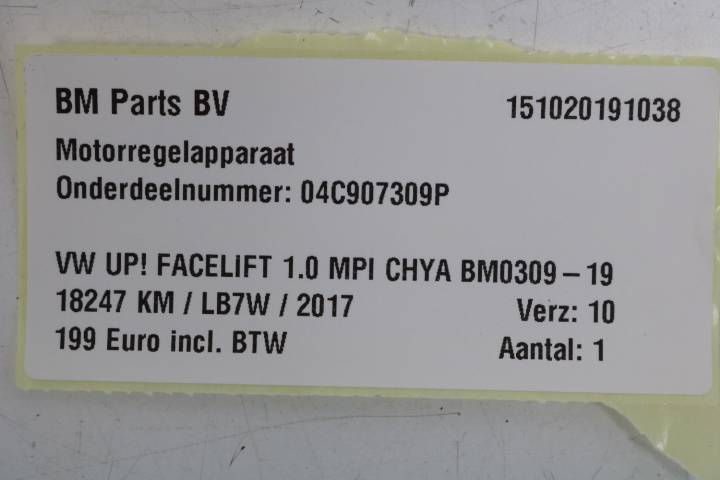 BM Parts BV 151020191038
Motorregelapparaat
Onderdeelnummer: 04C907309P
VW UP! FACELIFT 1.0 MPI CHYA BM0309 – 19
18247 KM / LB7W / 2017 Verz: 10
199 Euro incl. BTW Aantal: 1